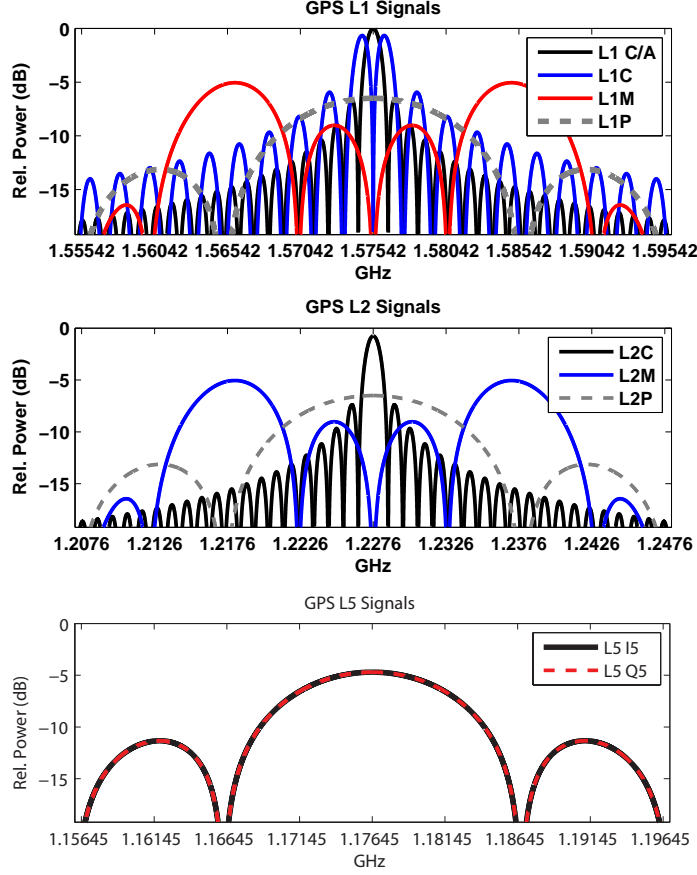 GPS L1 Signals
Rel. Power (dB)
0
−5
−10
−15
L1 C/A
L1C
L1M
L1P
1.55542 1.56042 1.56542 1.57042 1.57542 1.58042 1.58542 1.59042 1.59542
GHz
GPS L2 Signals
Rel. Power (dB)
0
−5
−10
−15
L2C
L2M
L2P
1.2076 1.2126 1.2176 1.2226 1.2276 1.2326 1.2376 1.2426 1.2476
GHz
GPS L5 Signals
Rel. Power (dB)
0
−5
−10
−15
L5 I5
L5 Q5
1.15645 1.16145 1.16645 1.17145 1.17645 1.18145 1.18645 1.19145 1.19645
GHz